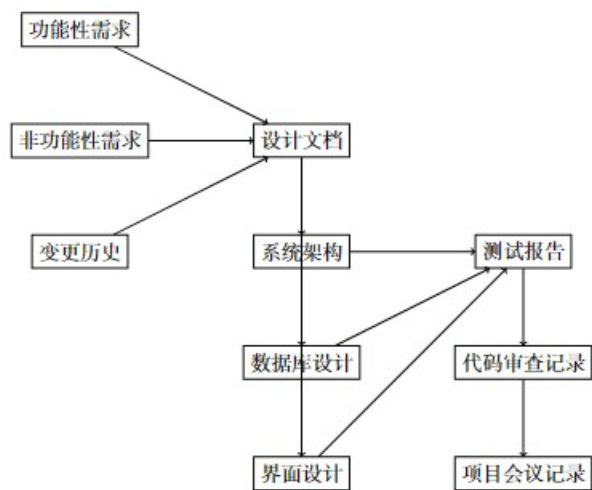 功能性需求
非功能性需求
设计文档
变更历史
系统架构
测试报告
数据库设计
代码审查记录
界面设计
项目会议记录